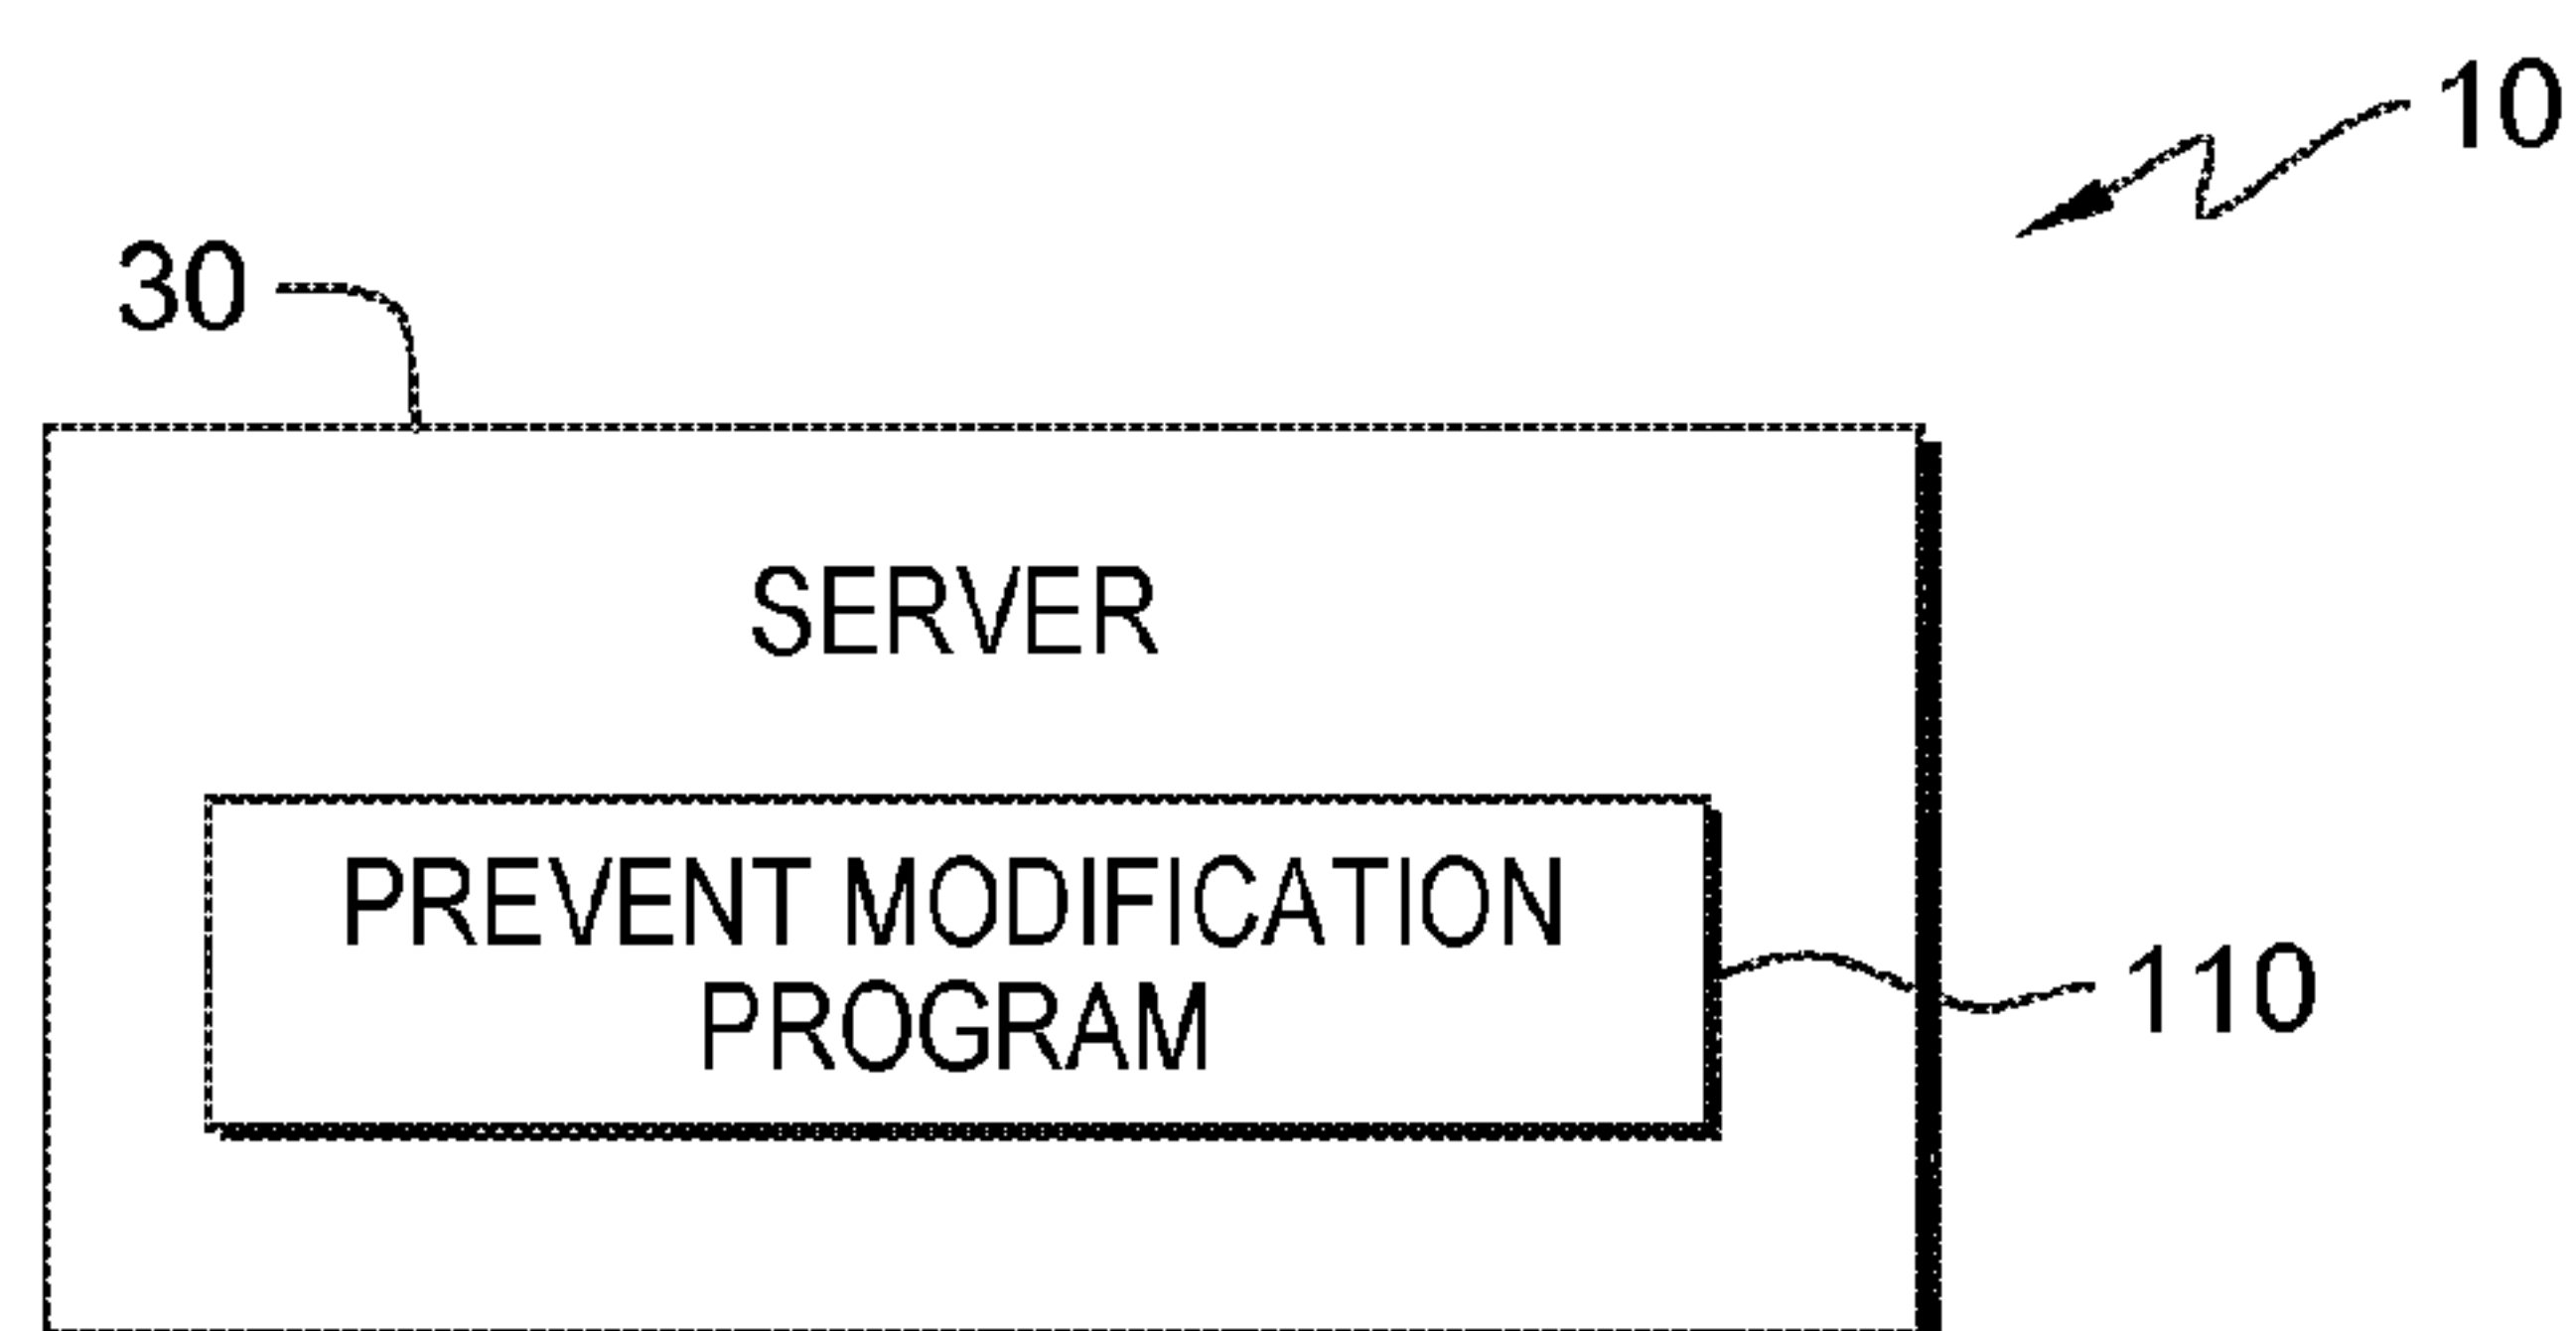 10
30
SERVER
PREVENT MODIFICATION
PROGRAM
110